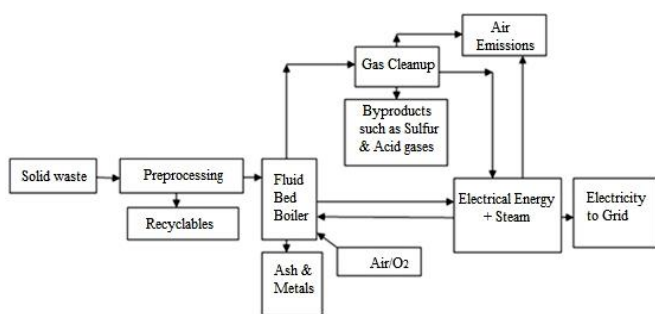 Air
Emissions
Gas Cleanup
Byproducts
such as Sulfur
& Acid gases
Solid waste
Preprocessing
Fluid
Bed
Boiler
Electrical Energy
+ Steam
Electricity
to Grid
Recyclables
Air/O2
Ash &
Metals